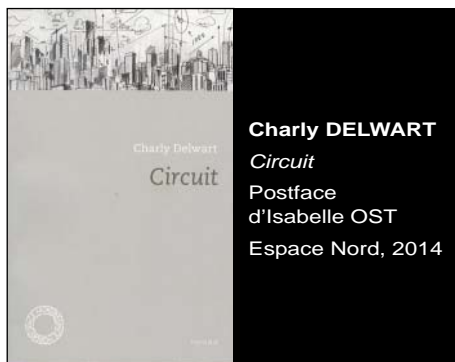 Charly Delwart
Circuit
Charly DELWART
Circuit
Postface
d'Isabelle OST
Espace Nord, 2014